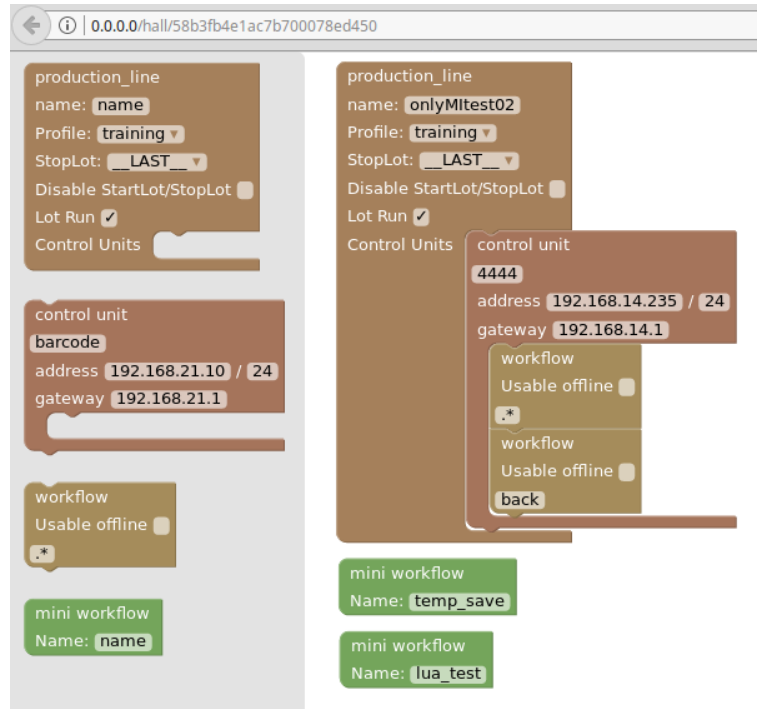 0.0.0.0/hall/58b3fb4e1ac7b700078ed450
production_line
name: name
Profile: training
StopLot: __LAST__
Disable StartLot/StopLot
Lot Run ✓
Control Units
control unit
barcode
address 192.168.21.10 / 24
gateway 192.168.21.1
workflow
Usable offline
.*
mini workflow
Name: name
production_line
name: onlyMItest02
Profile: training
StopLot: __LAST__
Disable StartLot/StopLot
Lot Run ✓
Control Units
control unit
4444
address 192.168.14.235 / 24
gateway 192.168.14.1
workflow
Usable offline
.*
workflow
Usable offline
back
mini workflow
Name: temp_save
mini workflow
Name: lua_test